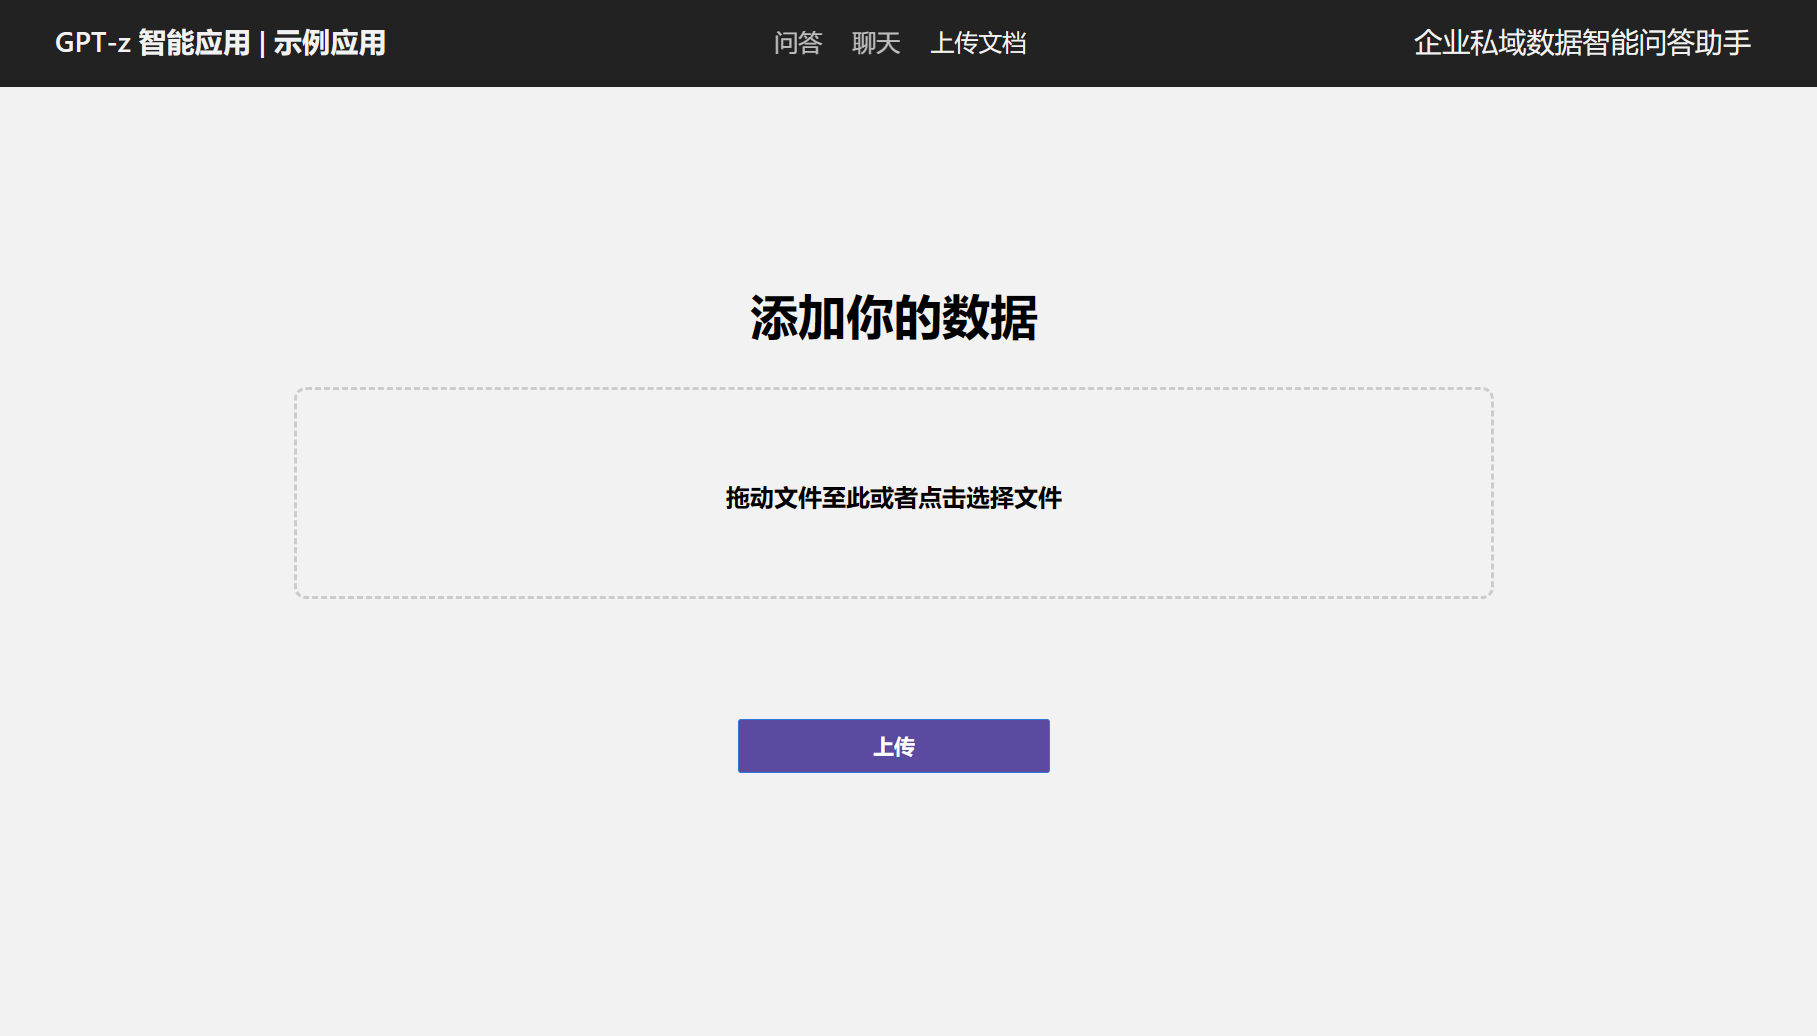 GPT-z 智能应用 | 示例应用
问答 聊天 上传文档
企业私域数据智能问答助手
添加你的数据
拖动文件至此或者点击选择文件
上传